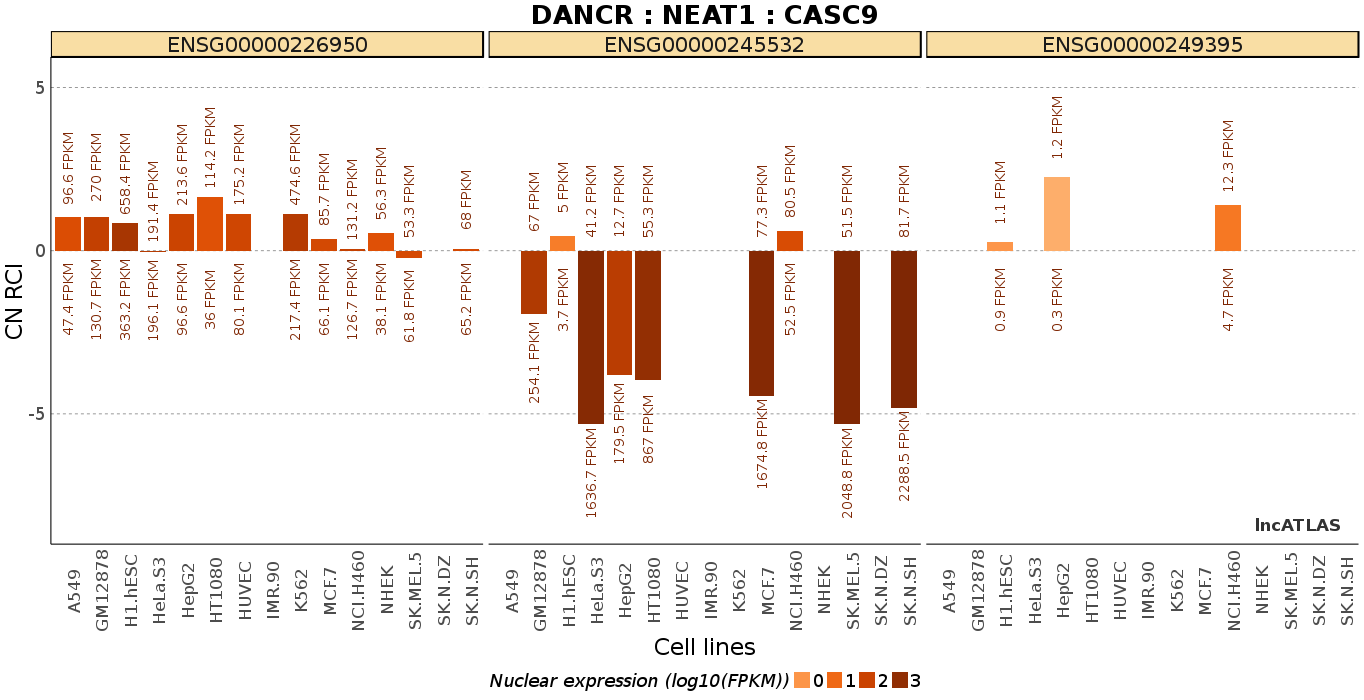 DANCR : NEAT1 : CASC9
ENSG00000226950
ENSG00000245532
ENSG00000249395
CN RCI
5
0
-5
96.6 FPKM
270 FPKM
658.4 FPKM
191.4 FPKM
213.6 FPKM
114.2 FPKM
175.2 FPKM
474.6 FPKM
85.7 FPKM
131.2 FPKM
56.3 FPKM
53.3 FPKM
68 FPKM
47.4 FPKM
130.7 FPKM
363.2 FPKM
196.1 FPKM
96.6 FPKM
36 FPKM
80.1 FPKM
217.4 FPKM
66.1 FPKM
126.7 FPKM
38.1 FPKM
61.8 FPKM
65.2 FPKM
67 FPKM
5 FPKM
41.2 FPKM
12.7 FPKM
55.3 FPKM
77.3 FPKM
80.5 FPKM
51.5 FPKM
81.7 FPKM
254.1 FPKM
3.7 FPKM
1636.7 FPKM
179.5 FPKM
867 FPKM
1674.8 FPKM
52.5 FPKM
2048.8 FPKM
2288.5 FPKM
1.1 FPKM
1.2 FPKM
12.3 FPKM
0.9 FPKM
0.3 FPKM
4.7 FPKM
lncATLAS
A549
GM12878
H1.hESC
HeLa.S3
HepG2
HT1080
HUVEC
IMR.90
K562
MCF.7
NCI.H460
NHEK
SK.MEL.5
SK.N.DZ
SK.N.SH
A549
GM12878
H1.hESC
HeLa.S3
HepG2
HT1080
HUVEC
IMR.90
K562
MCF.7
NCI.H460
NHEK
SK.MEL.5
SK.N.DZ
SK.N.SH
A549
GM12878
H1.hESC
HeLa.S3
HepG2
HT1080
HUVEC
IMR.90
K562
MCF.7
NCI.H460
NHEK
SK.MEL.5
SK.N.DZ
SK.N.SH
Cell lines
Nuclear expression (log10(FPKM)) 0 1 2 3